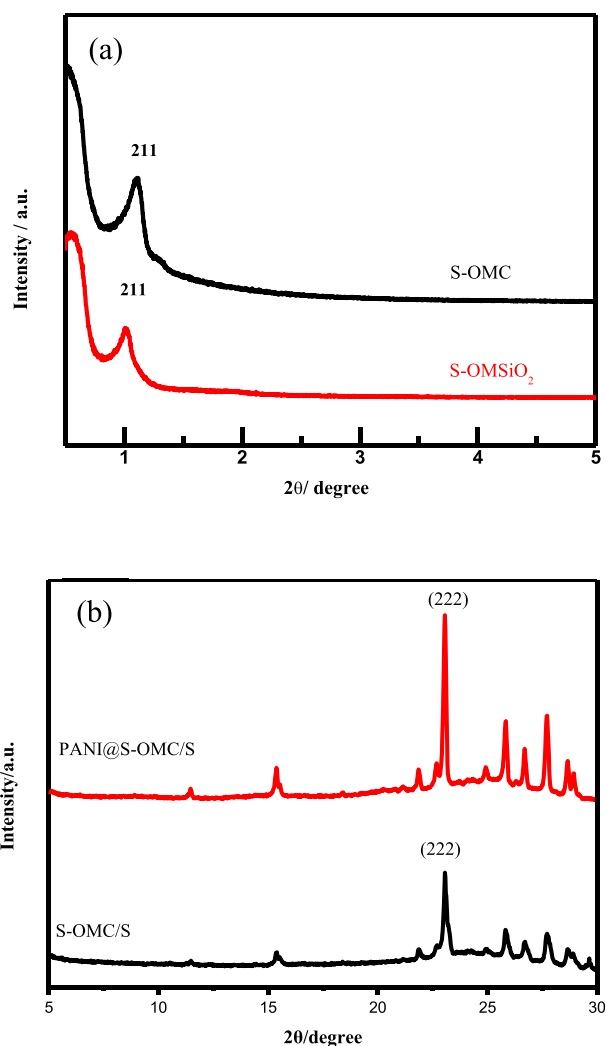 (a)
211
Intensity / a.u.
S-OMC
211
S-OMSiO₂
1 2 3 4 5
2θ/ degree
(b)
(222)
PANI@S-OMC/S
Intensity/a.u.
(222)
S-OMC/S
5 10 15 20 25 30
2θ/degree